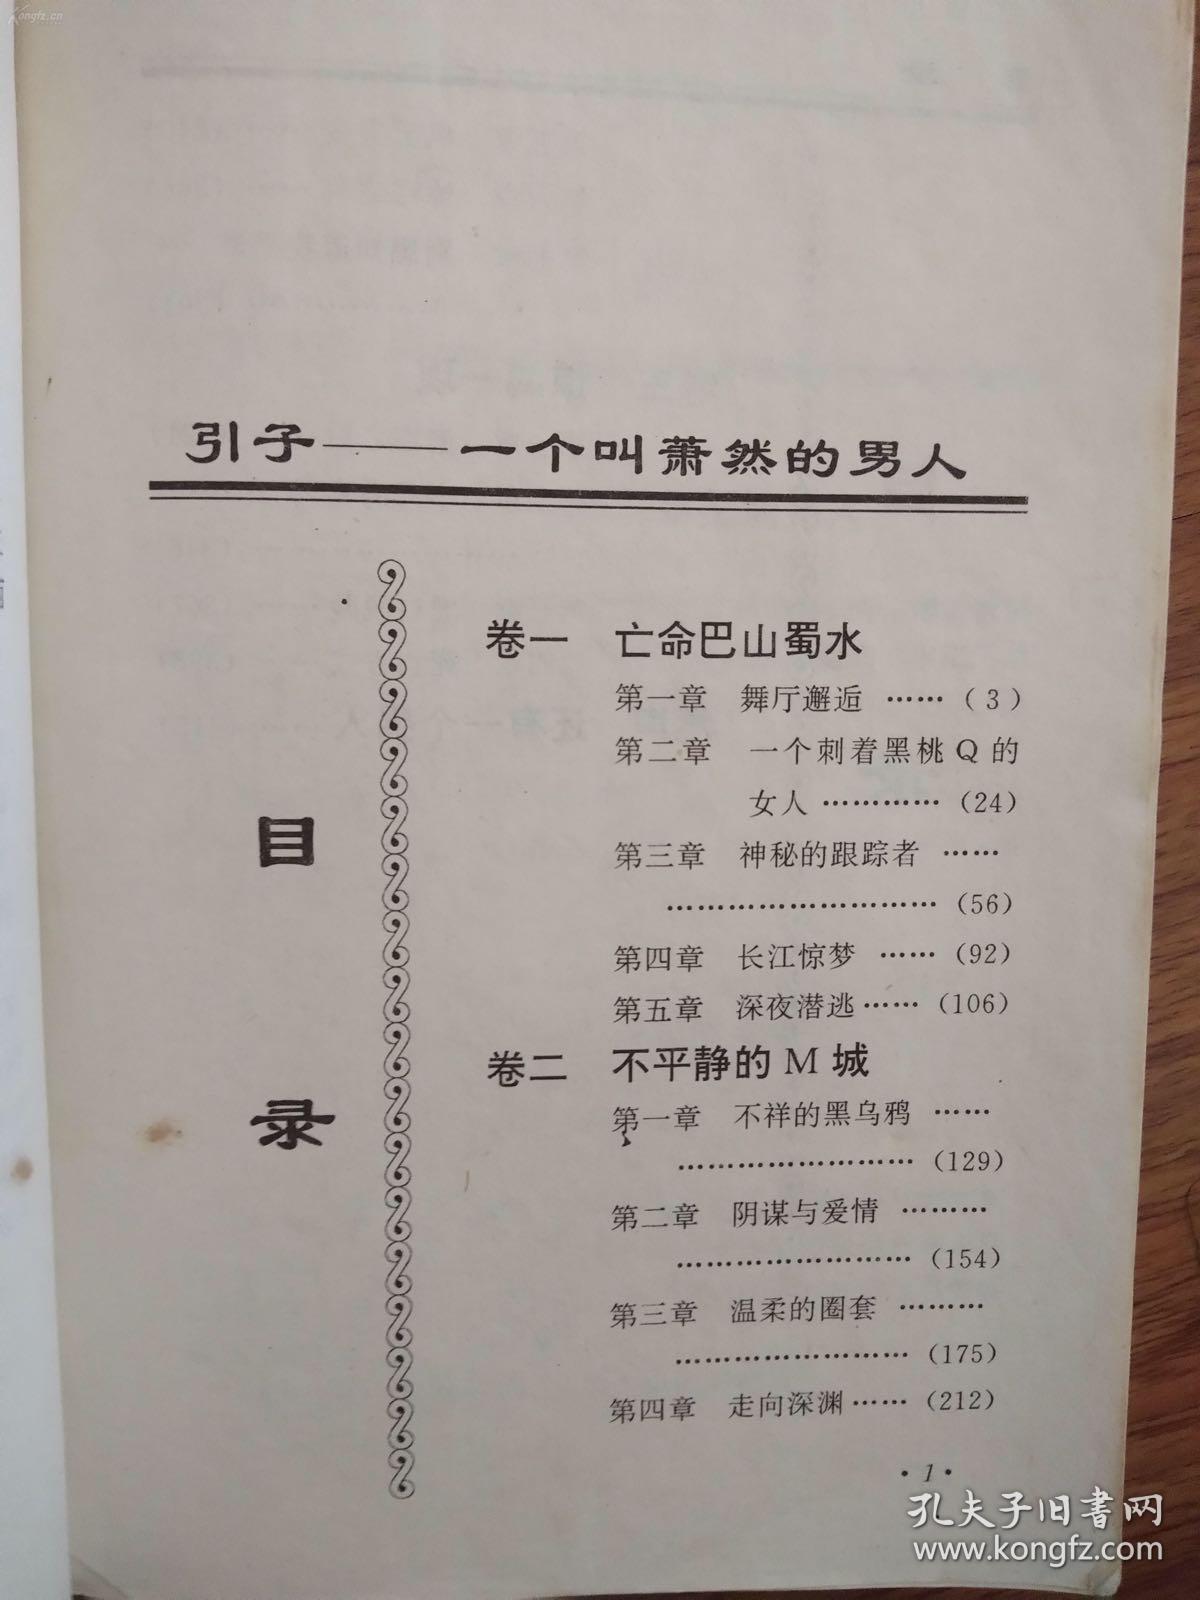 Kongfz.cn
引子———一个叫萧然的男人
目
录
卷一 亡命巴山蜀水
第一章 舞厅邂逅 ……（3）
第二章 一个刺着黑桃Q的
女人 …………（24）
第三章 神秘的跟踪者 ……
…………………………（56）
第四章 长江惊梦 ……（92）
第五章 深夜潜逃……（106）
卷二 不平静的M城
第一章 不祥的黑乌鸦 ……
……………………（129）
第二章 阴谋与爱情 ………
……………………（154）
第三章 温柔的圈套 ………
……………………（175）
第四章 走向深渊……（212）
·1·
孔夫子旧书网
www.kongfz.com